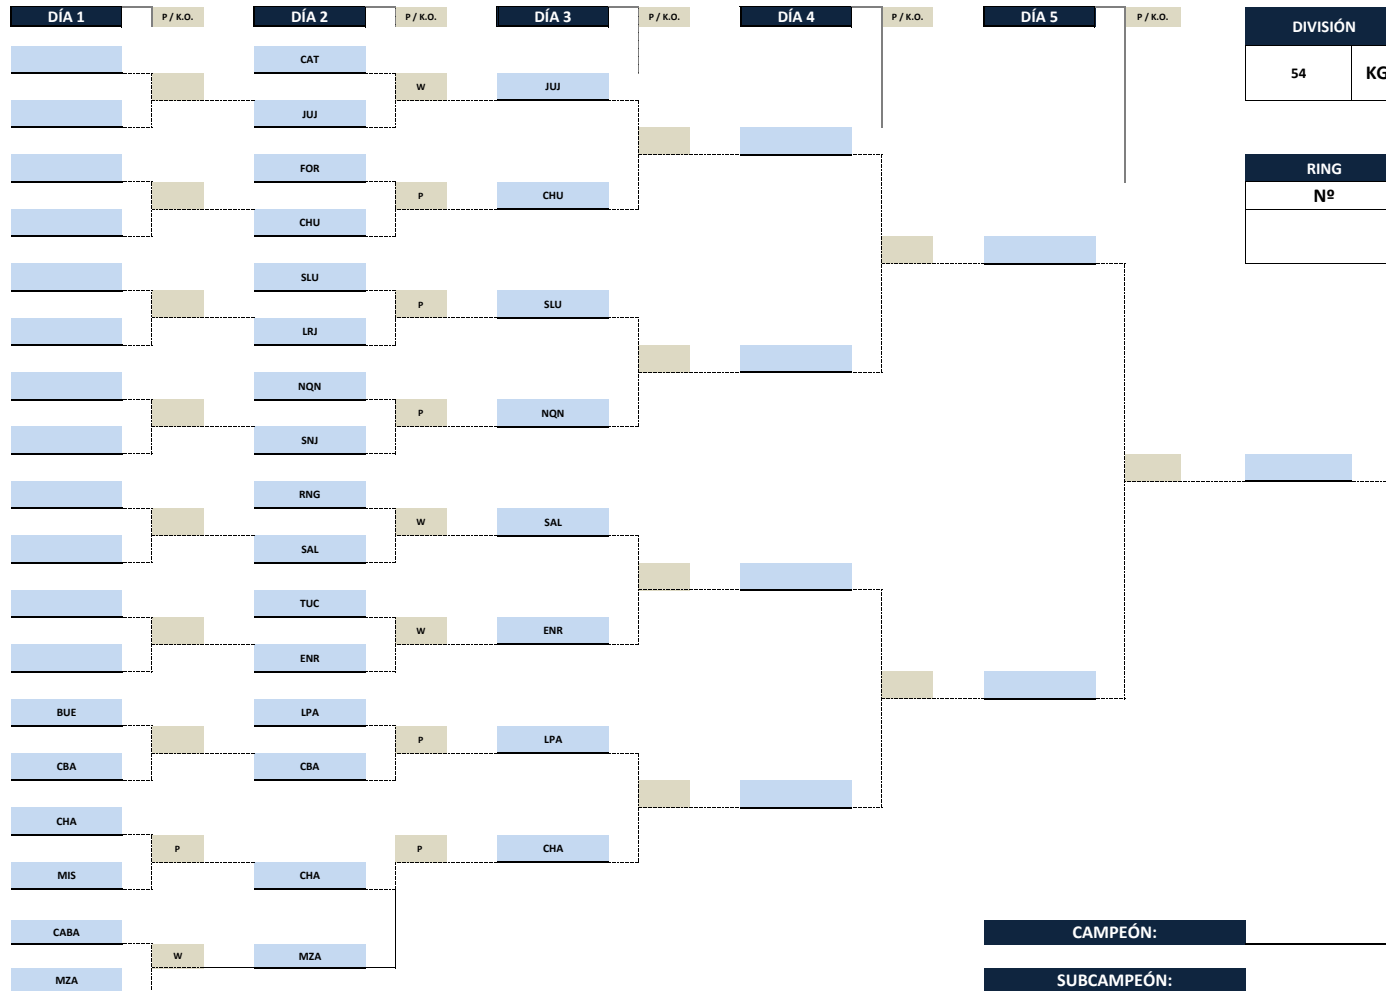 DÍA 1 P / K.O. DÍA 2 P / K.O. DÍA 3 P / K.O. DÍA 4 P / K.O. DÍA 5 P / K.O.
DIVISIÓN
CAT
54 KG
W JUJ
JUJ
FOR
RING
P CHU
Nº
CHU
SLU
P SLU
LRJ
NQN
P NQN
SNJ
RNG
W SAL
SAL
TUC
W ENR
ENR
BUE LPA
P LPA
CBA CBA
CHA
P P CHA
MIS CHA
CABA CAMPEÓN:
W MZA
MZA SUBCAMPEÓN: